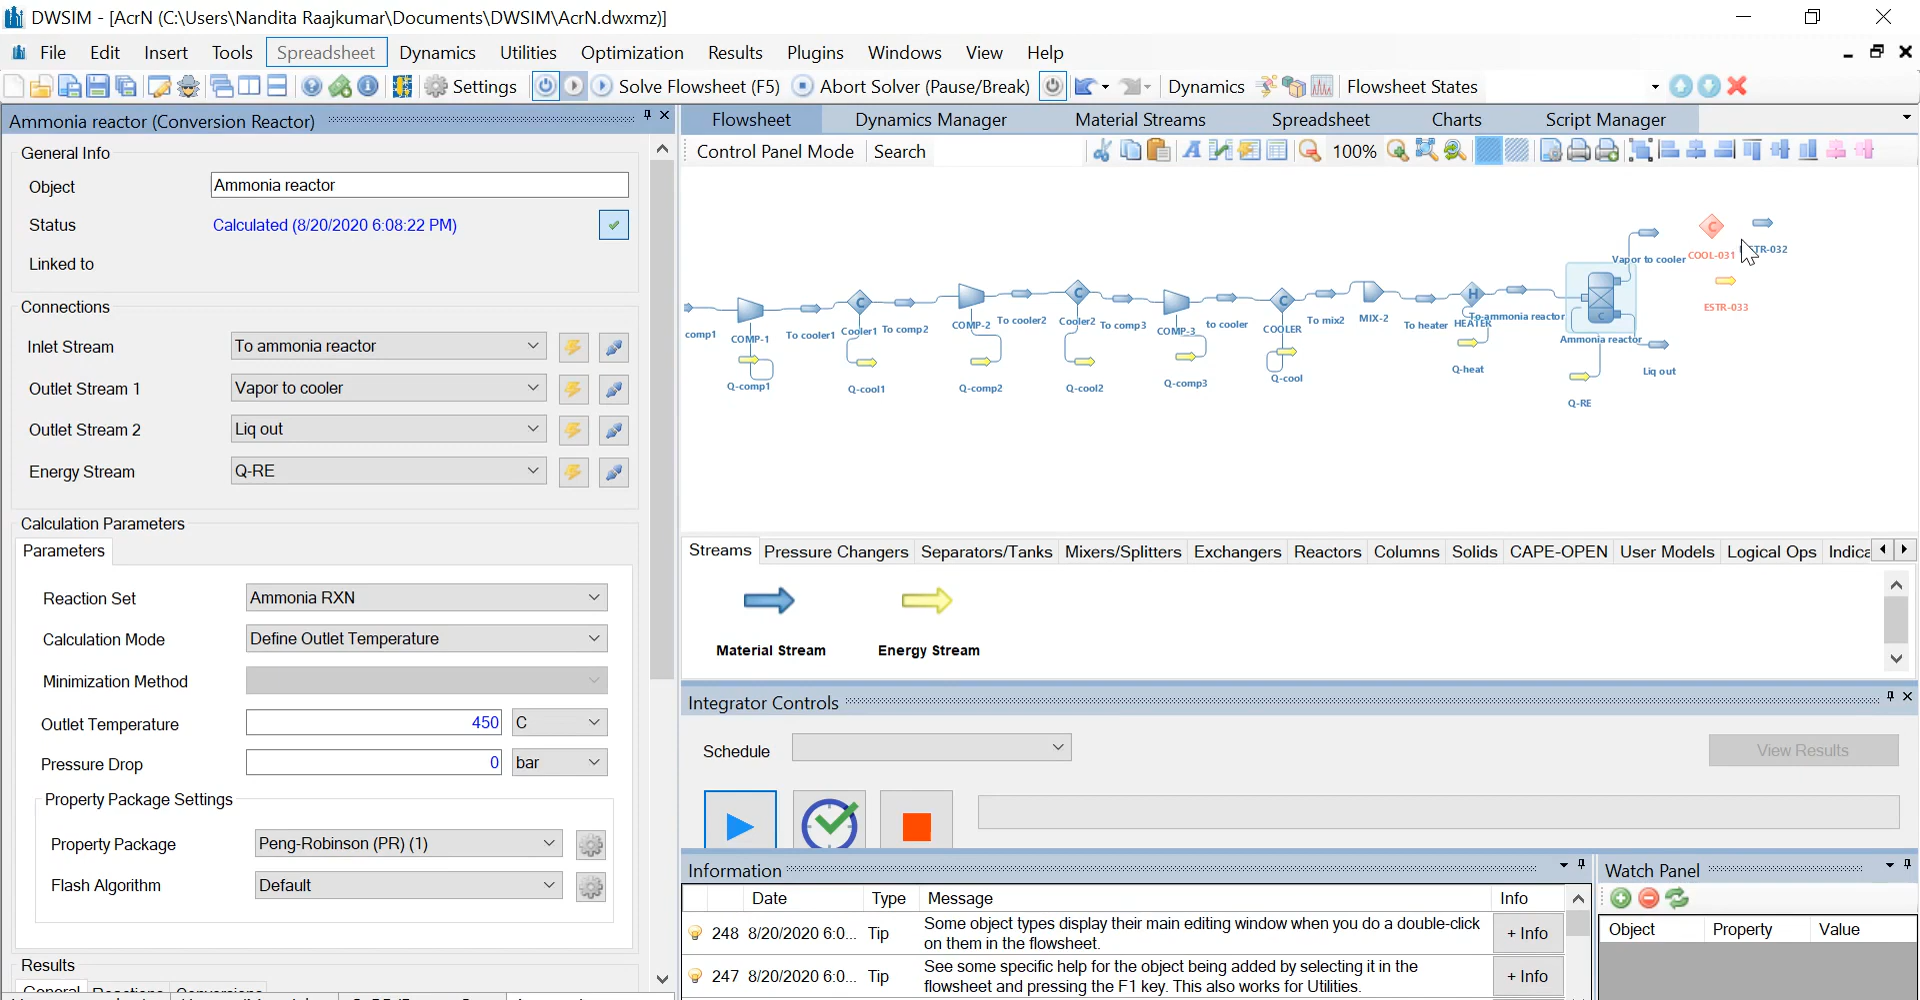 DWSIM - [AcrN (C:\Users\Nandita Raajkumar\Documents\DWSIM\AcrN.dwxmz)]
File Edit Insert Tools Spreadsheet Dynamics Utilities Optimization Results Plugins Windows View Help
Settings Solve Flowsheet (F5) Abort Solver (Pause/Break) Dynamics Flowsheet States
Ammonia reactor (Conversion Reactor)
General Info
Object Ammonia reactor
Status Calculated (8/20/2020 6:08:22 PM)
Linked to
Connections
Inlet Stream To ammonia reactor
Outlet Stream 1 Vapor to cooler
Outlet Stream 2 Liq out
Energy Stream Q-RE
Calculation Parameters
Parameters
Reaction Set Ammonia RXN
Calculation Mode Define Outlet Temperature
Minimization Method
Outlet Temperature 450 C
Pressure Drop 0 bar
Property Package Settings
Property Package Peng-Robinson (PR) (1)
Flash Algorithm Default
Results
General Reactions Conversions
Flowsheet Dynamics Manager Material Streams Spreadsheet Charts Script Manager
Control Panel Mode Search 100%
Vapor to cooler COOL-031 TR-032
ESTR-033
comp1 COMP-1 To cooler1 Cooler1 To comp2 COMP-2 To cooler2 Cooler2 To comp3 COMP-3 to cooler COOLER To mix2 MIX-2 To heater HEATER To ammonia reactor Ammonia reactor
Q-comp1 Q-cool1 Q-comp2 Q-cool2 Q-comp3 Q-cool Q-heat Liq out
Q-RE
Streams Pressure Changers Separators/Tanks Mixers/Splitters Exchangers Reactors Columns Solids CAPE-OPEN User Models Logical Ops Indica
Material Stream Energy Stream
Integrator Controls
Schedule View Results
Information
Date Type Message Info
248 8/20/2020 6:0... Tip Some object types display their main editing window when you do a double-click + Info
on them in the flowsheet.
247 8/20/2020 6:0... Tip See some specific help for the object being added by selecting it in the + Info
flowsheet and pressing the F1 key. This also works for Utilities.
Watch Panel
Object Property Value